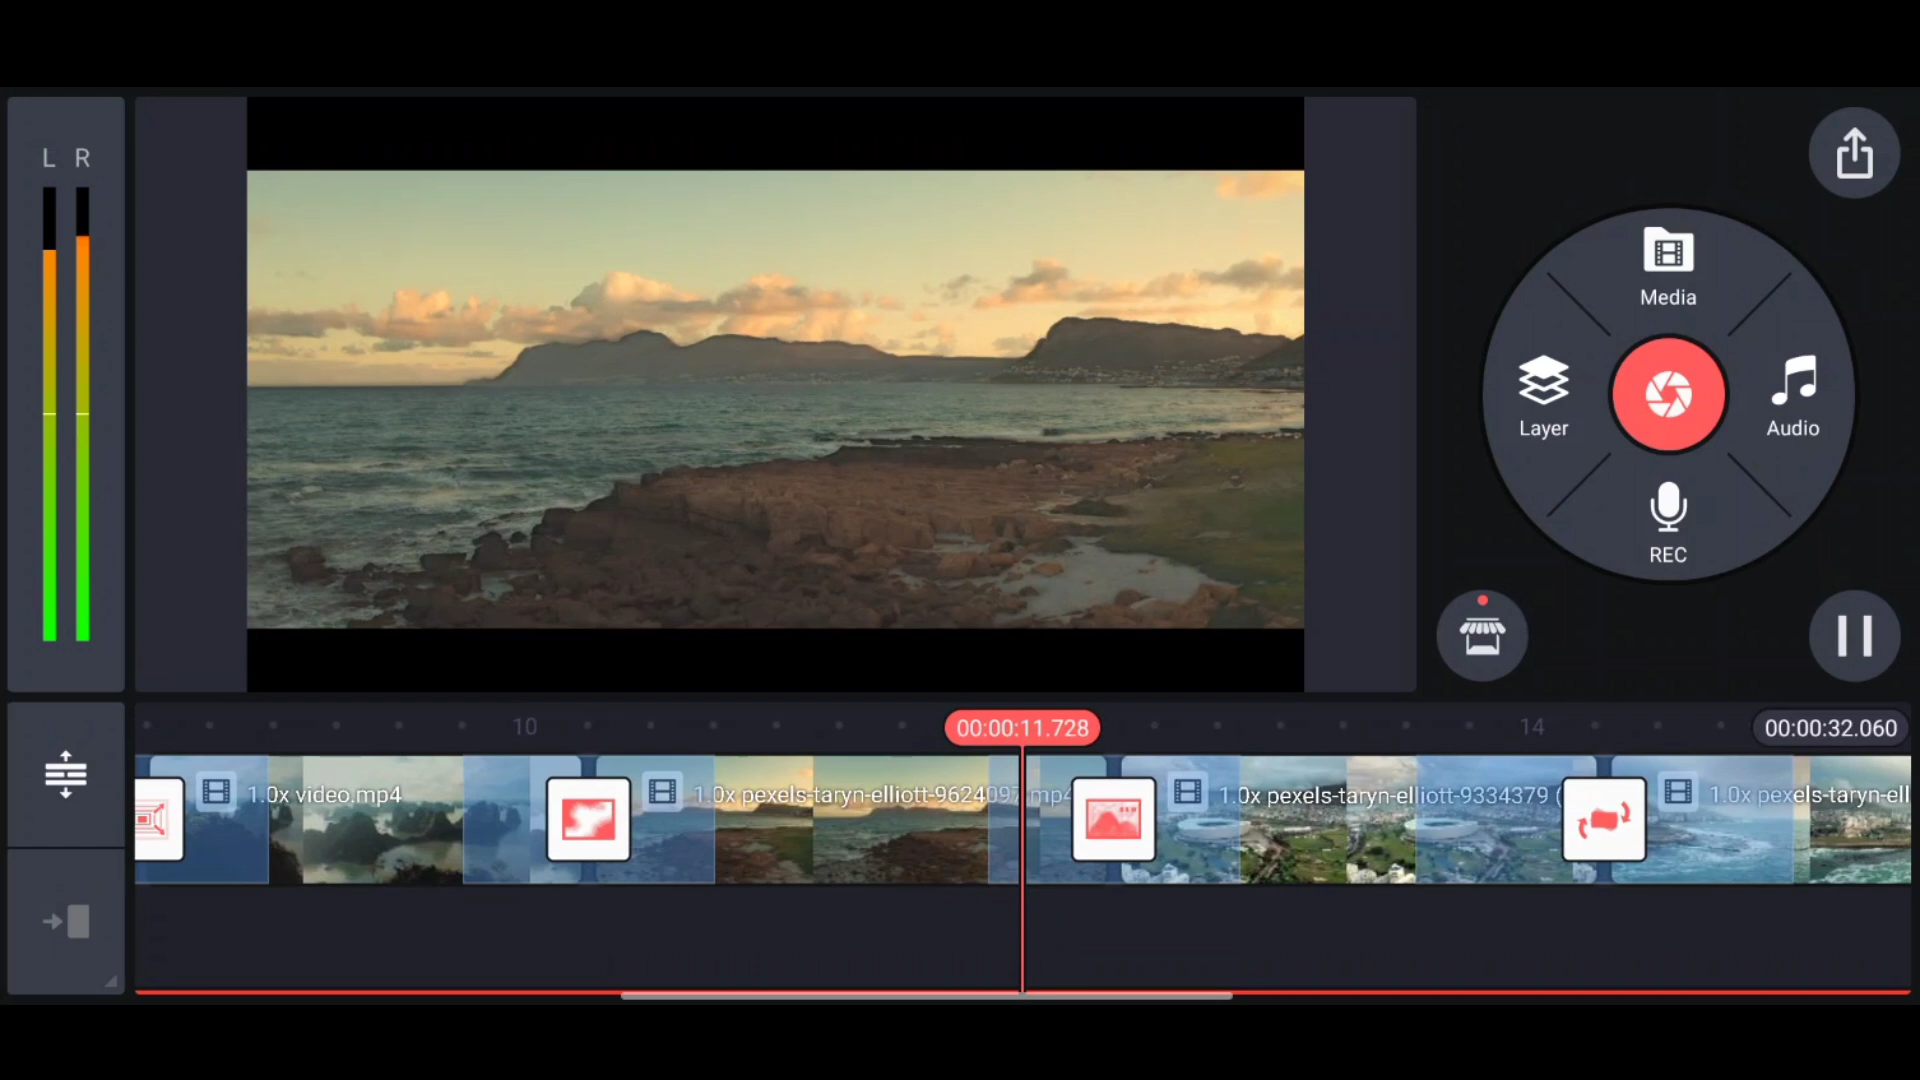 L R
Media
Layer
Audio
REC
10
00:00:11.728
14
00:00:32.060
1.0x video.mp4
1.0x pexels-taryn-elliott-9624097.mp4
1.0x pexels-taryn-elliott-9334379 (
1.0x pexels-taryn-ell